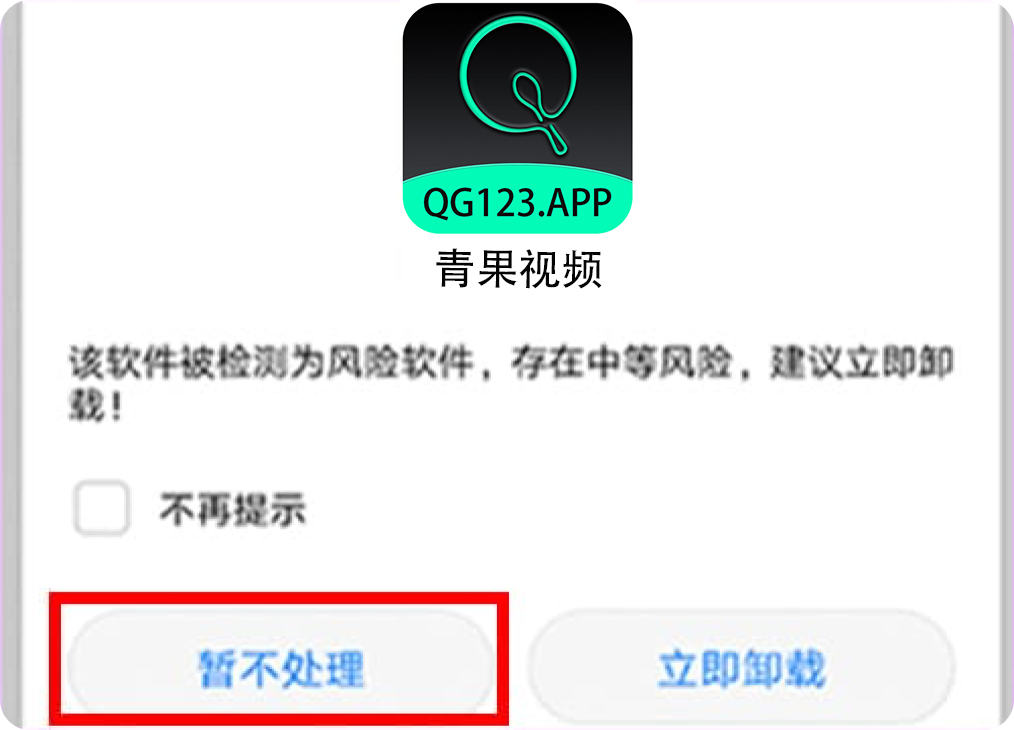 QG123.APP
青果视频
该软件被检测为风险软件，存在中等风险，建议立即卸
载！
不再提示
暂不处理
立即卸载